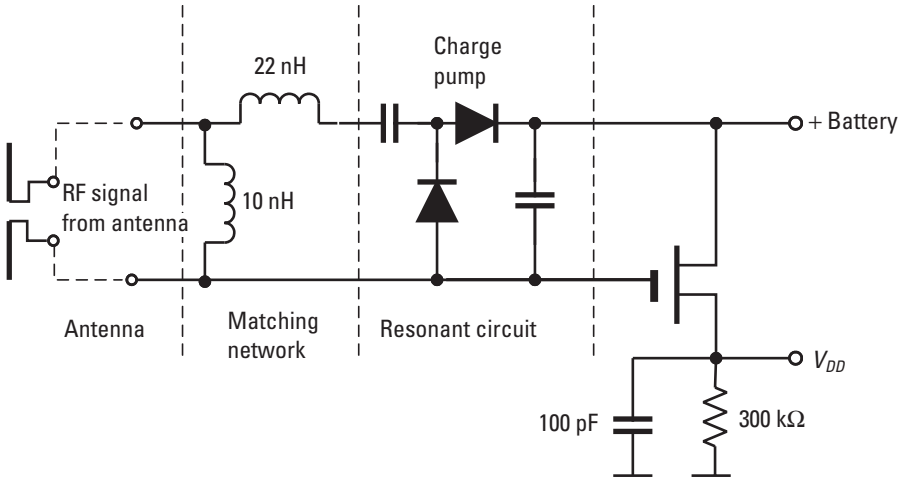 Charge
pump
22 nH
+ Battery
RF signal
from antenna
10 nH
Antenna
Matching
network
Resonant circuit
V_DD
100 pF
300 kΩ